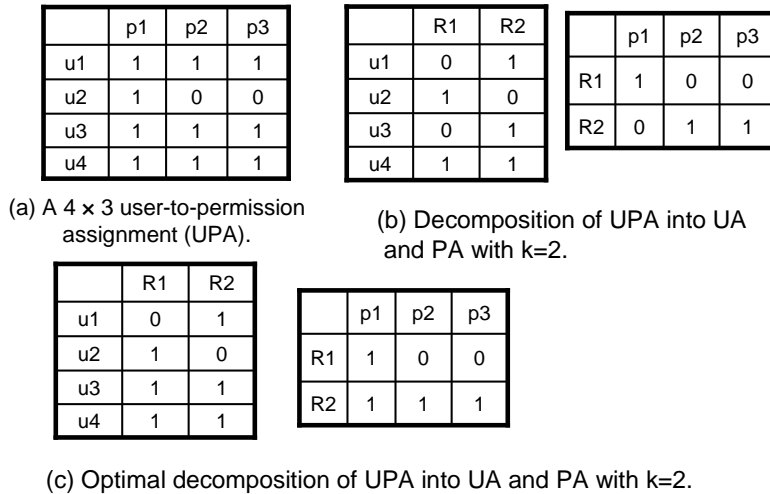 p1 p2 p3
u1 1 1 1
u2 1 0 0
u3 1 1 1
u4 1 1 1
(a) A 4 × 3 user-to-permission
assignment (UPA).
R1 R2
u1 0 1
u2 1 0
u3 0 1
u4 1 1
p1 p2 p3
R1 1 0 0
R2 0 1 1
(b) Decomposition of UPA into UA
and PA with k=2.
R1 R2
u1 0 1
u2 1 0
u3 1 1
u4 1 1
p1 p2 p3
R1 1 0 0
R2 1 1 1
(c) Optimal decomposition of UPA into UA and PA with k=2.